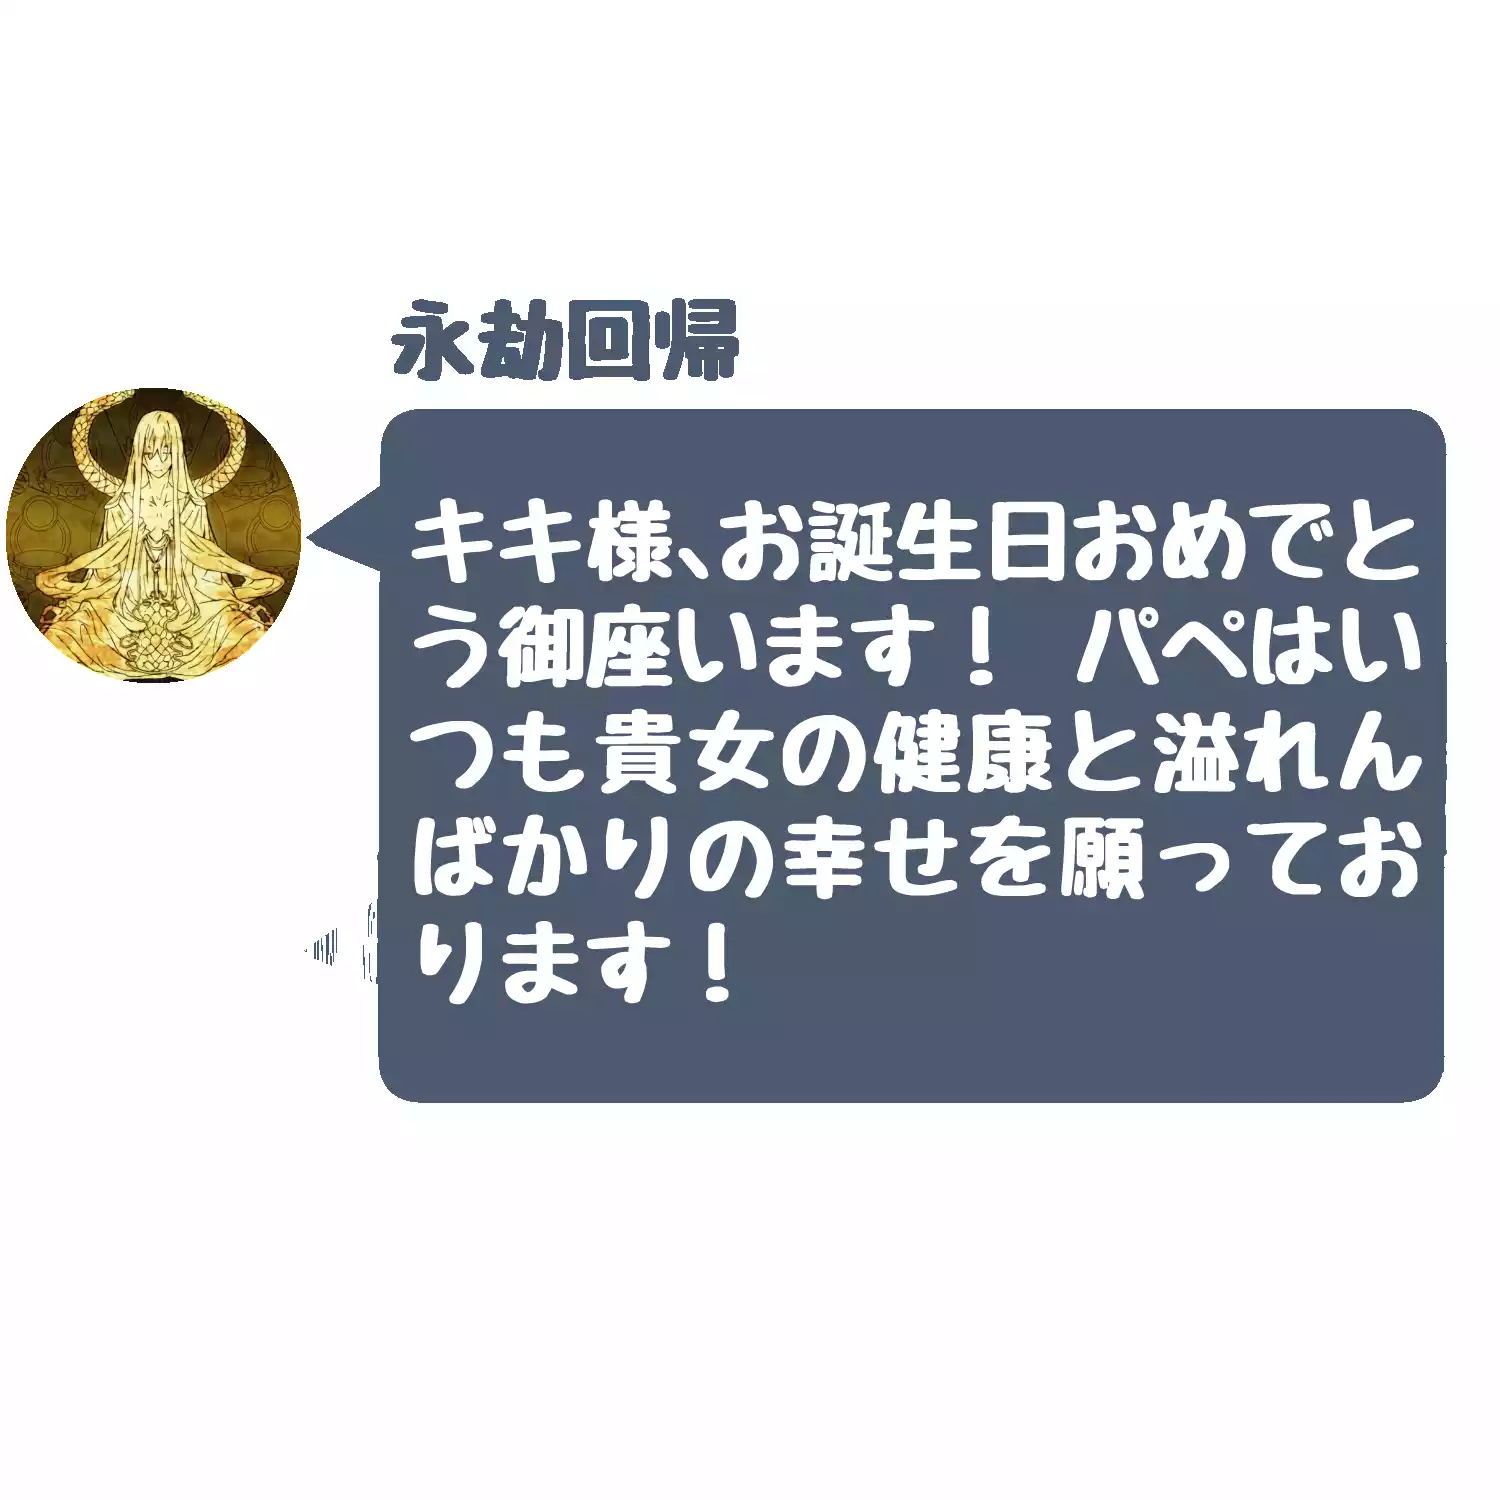 永劫回帰
キキ様、お誕生日おめでと
う御座います！　パペはい
つも貴女の健康と溢れん
ばかりの幸せを願ってお
ります！